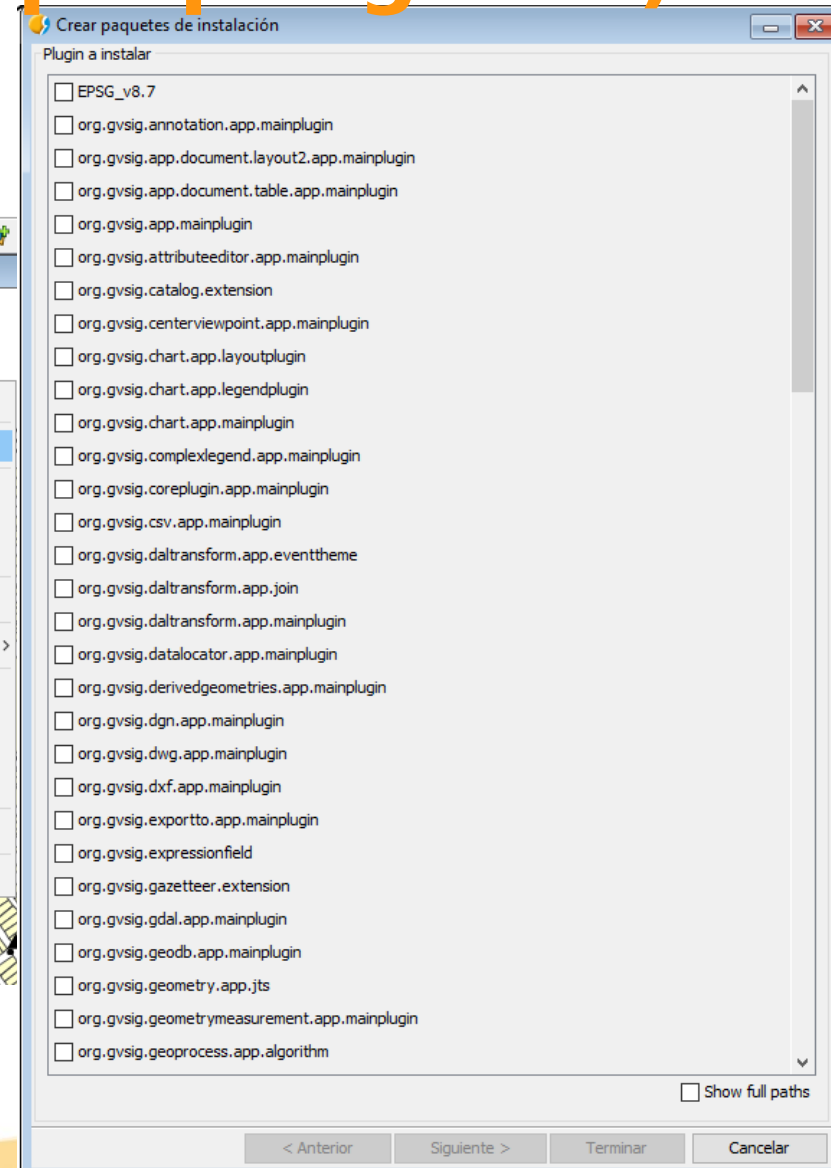 Crear paquetes de instalación
Plugin a instalar
EPSG_v8.7
org.gvsig.annotation.app.mainplugin
org.gvsig.app.document.layout2.app.mainplugin
org.gvsig.app.document.table.app.mainplugin
org.gvsig.app.mainplugin
org.gvsig.attributeeditor.app.mainplugin
org.gvsig.catalog.extension
org.gvsig.centerviewpoint.app.mainplugin
org.gvsig.chart.app.layoutplugin
org.gvsig.chart.app.legendplugin
org.gvsig.chart.app.mainplugin
org.gvsig.complexlegend.app.mainplugin
org.gvsig.coreplugin.app.mainplugin
org.gvsig.csv.app.mainplugin
org.gvsig.daltransform.app.eventtheme
org.gvsig.daltransform.app.join
org.gvsig.daltransform.app.mainplugin
org.gvsig.datalocator.app.mainplugin
org.gvsig.derivedgeometries.app.mainplugin
org.gvsig.dgn.app.mainplugin
org.gvsig.dwg.app.mainplugin
org.gvsig.dxf.app.mainplugin
org.gvsig.exportto.app.mainplugin
org.gvsig.expressionfield
org.gvsig.gazetteer.extension
org.gvsig.gdal.app.mainplugin
org.gvsig.geodb.app.mainplugin
org.gvsig.geometry.app.jts
org.gvsig.geometrymeasurement.app.mainplugin
org.gvsig.geoprocess.app.algorithm
Show full paths
< Anterior Siguiente > Terminar Cancelar